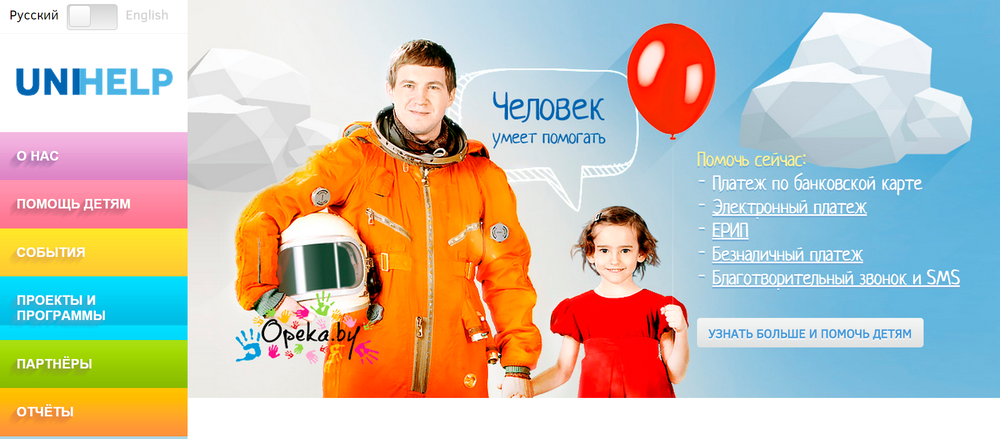 Русский English
UNIHELP
О НАС
ПОМОЩЬ ДЕТЯМ
СОБЫТИЯ
ПРОЕКТЫ И
ПРОГРАММЫ
ПАРТНЁРЫ
ОТЧЁТЫ
Человек
умеет помогать
Opeka.by
Помочь сейчас:
- Платеж по банковской карте
- Электронный платеж
- ЕРИП
- Безналичный платеж
- Благотворительный звонок и SMS
УЗНАТЬ БОЛЬШЕ И ПОМОЧЬ ДЕТЯМ